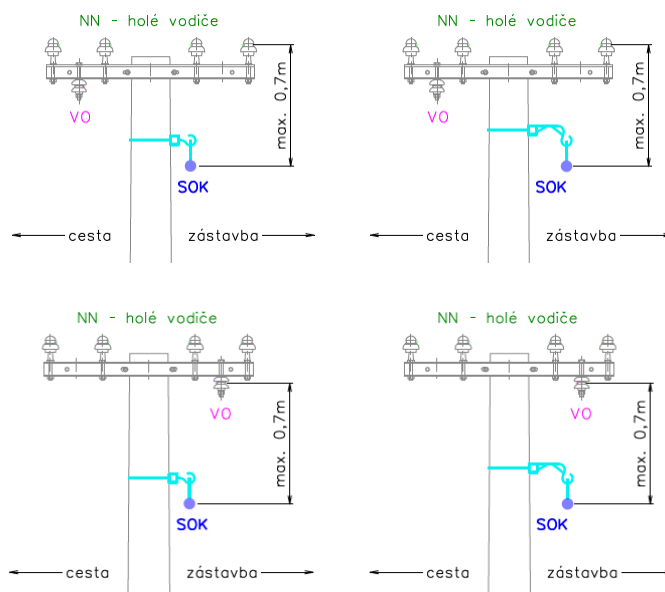 NN - holé vodiče
VO
max. 0,7m
SOK
cesta
zástavba
NN - holé vodiče
VO
max. 0,7m
SOK
cesta
zástavba
NN - holé vodiče
VO
max. 0,7m
SOK
cesta
zástavba
NN - holé vodiče
VO
max. 0,7m
SOK
cesta
zástavba